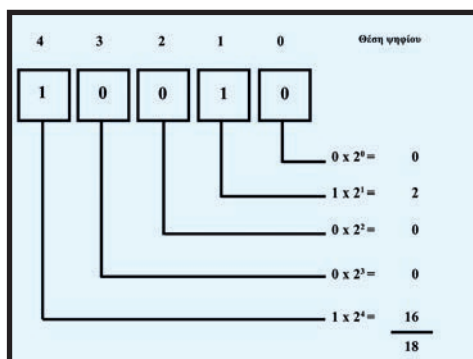 4 3 2 1 0 Θέση ψηφίου
1 0 0 1 0
0 x 2⁰ = 0
1 x 2¹ = 2
0 x 2² = 0
0 x 2³ = 0
1 x 2⁴ = 16
18